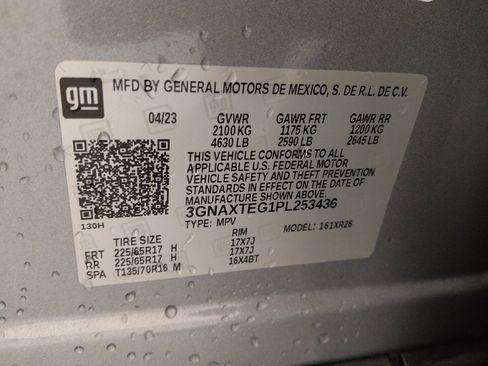 gm
MFD BY GENERAL MOTORS DE MEXICO, S. DE R.L. DE C.V.
04/23 GVWR GAWR FRT GAWR RR
2100 KG 1175 KG 1200 KG
4630 LB 2590 LB 2645 LB
THIS VEHICLE CONFORMS TO ALL
APPLICABLE U.S. FEDERAL MOTOR
VEHICLE SAFETY AND THEFT PREVENTION
STANDARDS IN EFFECT ON THE DATE OF
MANUFACTURE SHOWN ABOVE.
3GNAXTEG1PL253436
130H TYPE: MPV MODEL: 161XR26
TIRE SIZE RIM
FRT 225/65R17 H 17X7J
RR 225/65R17 H 17X7J
SPA T135/70R16 M 16X4BT